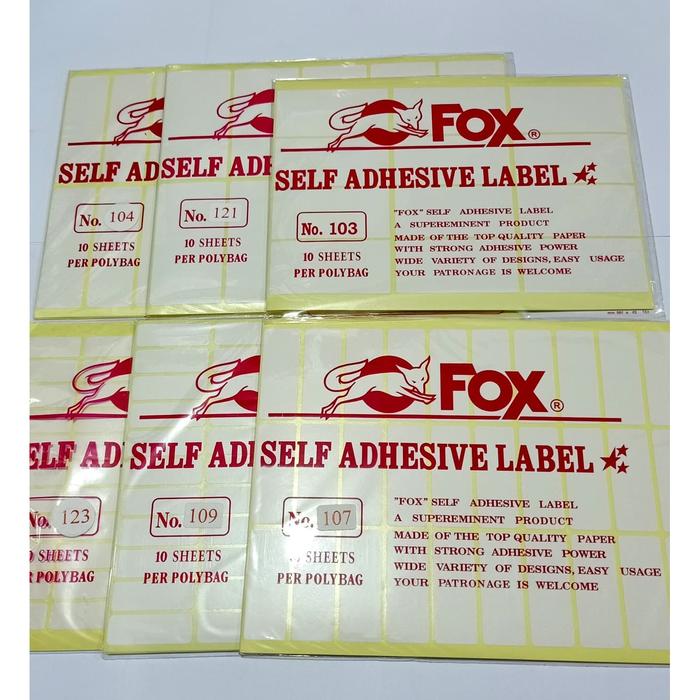 SELF AD
No. 104
10 SHEETS
PER POLYBAG
SELF ADH
No. 121
10 SHEETS
PER POLYBAG
FOX ®
SELF ADHESIVE LABEL
No. 103
10 SHEETS
PER POLYBAG
"FOX" SELF ADHESIVE LABEL
A SUPEREMINENT PRODUCT
MADE OF THE TOP QUALITY PAPER
WITH STRONG ADHESIVE POWER
WIDE VARIETY OF DESIGNS, EASY USAGE
YOUR PATRONAGE IS WELCOME
ELF AD
No. 123
SHEETS
POLYBAG
SELF AD
No. 109
10 SHEETS
PER POLYBAG
FOX ®
SELF ADHESIVE LABEL
No. 107
10 SHEETS
PER POLYBAG
"FOX" SELF ADHESIVE LABEL
A SUPEREMINENT PRODUCT
MADE OF THE TOP QUALITY PAPER
WITH STRONG ADHESIVE POWER
WIDE VARIETY OF DESIGNS, EASY USAGE
YOUR PATRONAGE IS WELCOME